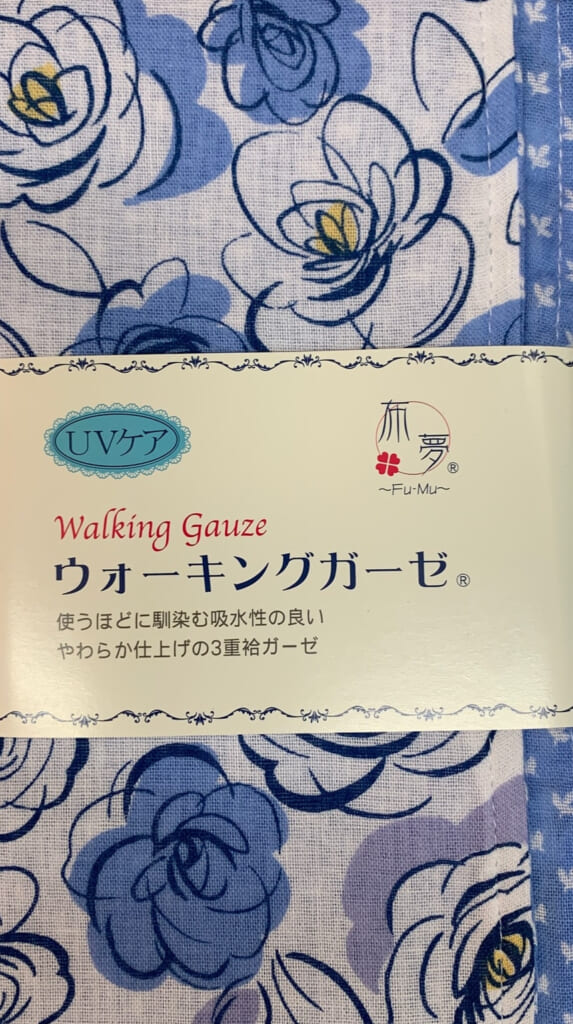 UVケア
布夢®
~Fu-Mu~
Walking Gauze
ウォーキングガーゼ®
使うほどに馴染む吸水性の良い
やわらか仕上げの3重袷ガーゼ